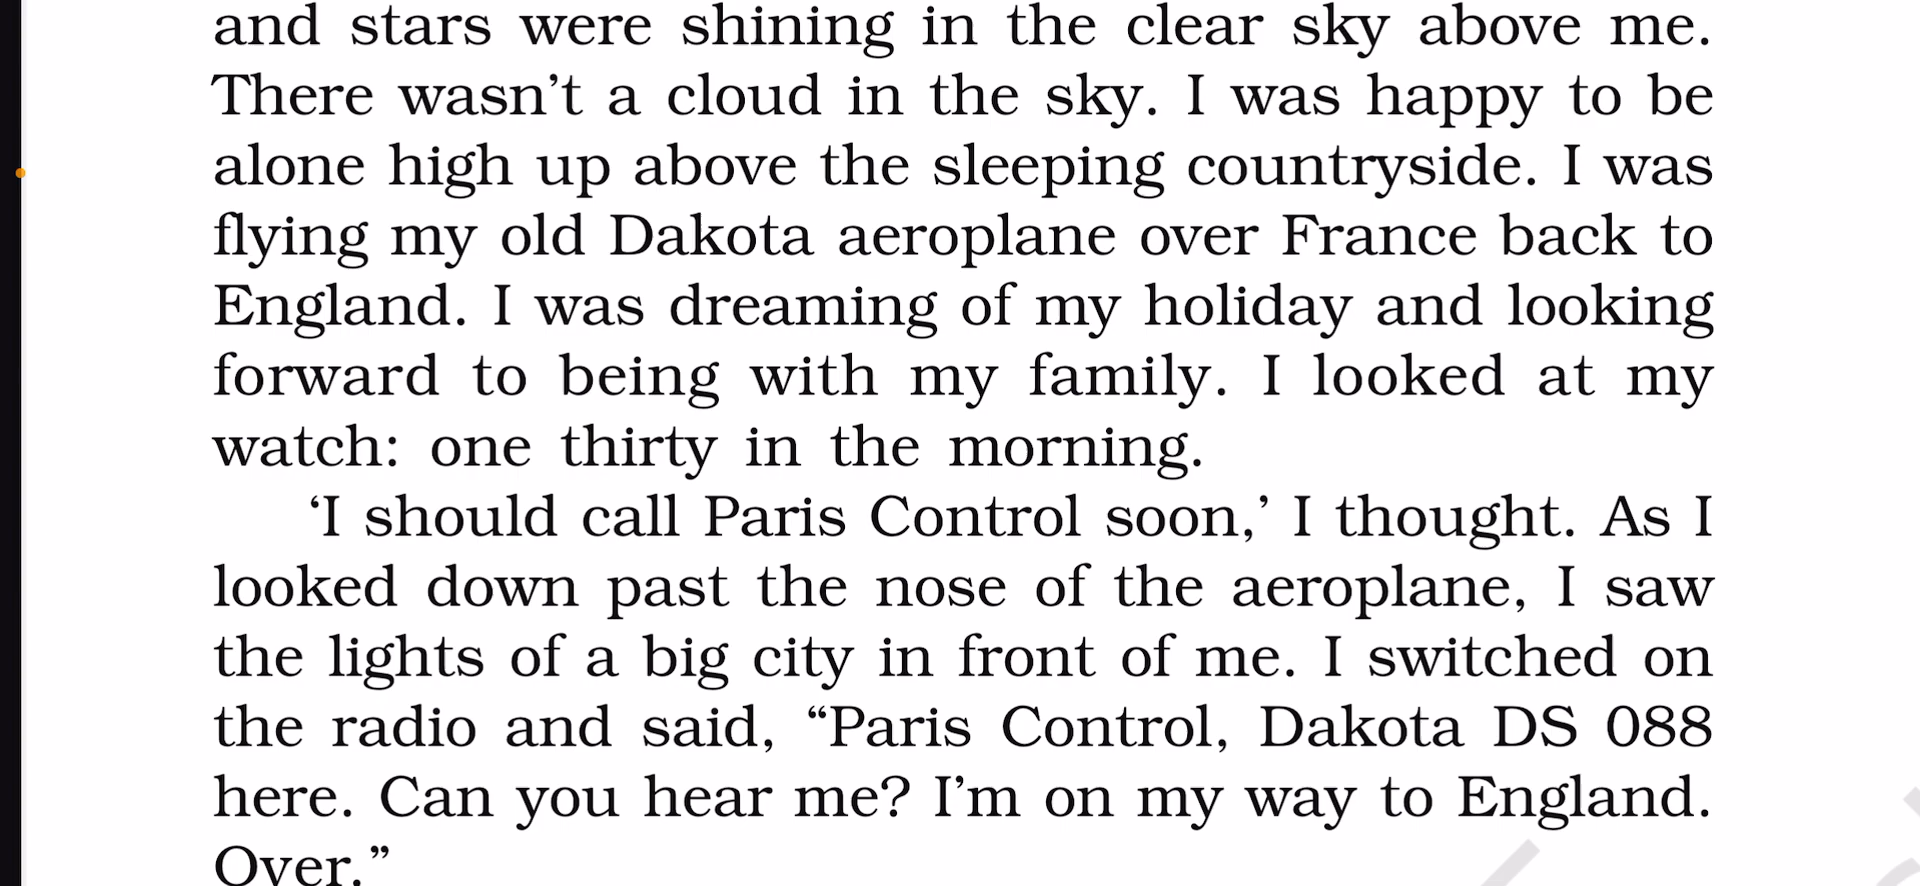 and stars were shining in the clear sky above me.
There wasn’t a cloud in the sky. I was happy to be
alone high up above the sleeping countryside. I was
flying my old Dakota aeroplane over France back to
England. I was dreaming of my holiday and looking
forward to being with my family. I looked at my
watch: one thirty in the morning.
‘I should call Paris Control soon,’ I thought. As I
looked down past the nose of the aeroplane, I saw
the lights of a big city in front of me. I switched on
the radio and said, “Paris Control, Dakota DS 088
here. Can you hear me? I’m on my way to England.
Over.”